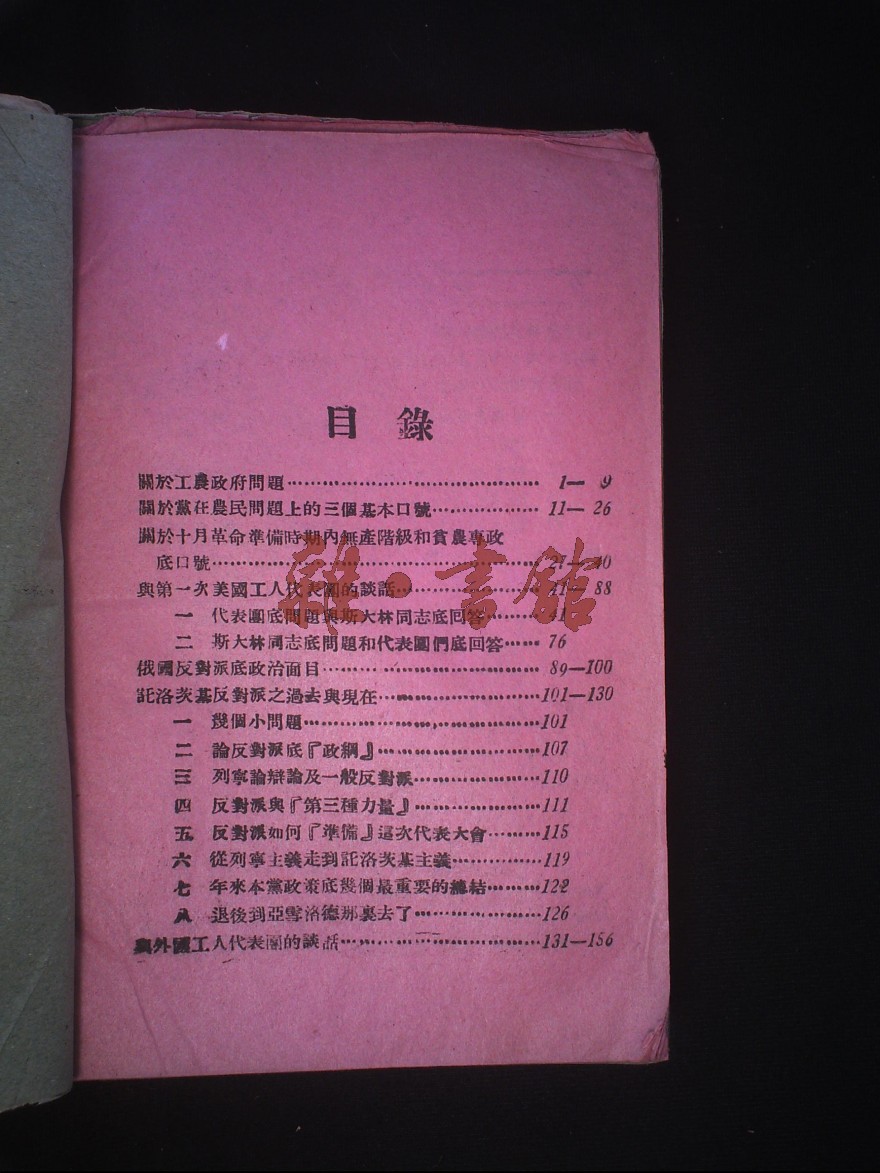 目錄
關於工農政府問題……………………………… 1— 9
關於黨在農民問題上的三個基本口號……………… 11— 26
關於十月革命準備時期內無產階級和貧農專政
底口號………………………………………… 27—40
與第一次美國工人代表團的談話………………… 41— 88
一 代表團底問題與斯大林同志底回答……… 41
二 斯大林同志底問題和代表團們底回答…… 76
俄國反對派底政治面目………………………… 89—100
託洛茨基反對派之過去與現在…………………101—130
一 幾個小問題……………………………101
二 論反對派底『政綱』……………………107
三 列寧論辯論及一般反對派………………110
四 反對派與『第三種力量』………………111
五 反對派如何『準備』這次代表大會………115
六 從列寧主義走到託洛茨基主義……………119
七 年來本黨政策底幾個最重要的總結………122
八 退後到亞雪洛德那裏去了………………126
與外國工人代表團的談話………………………131—156
雜·書館